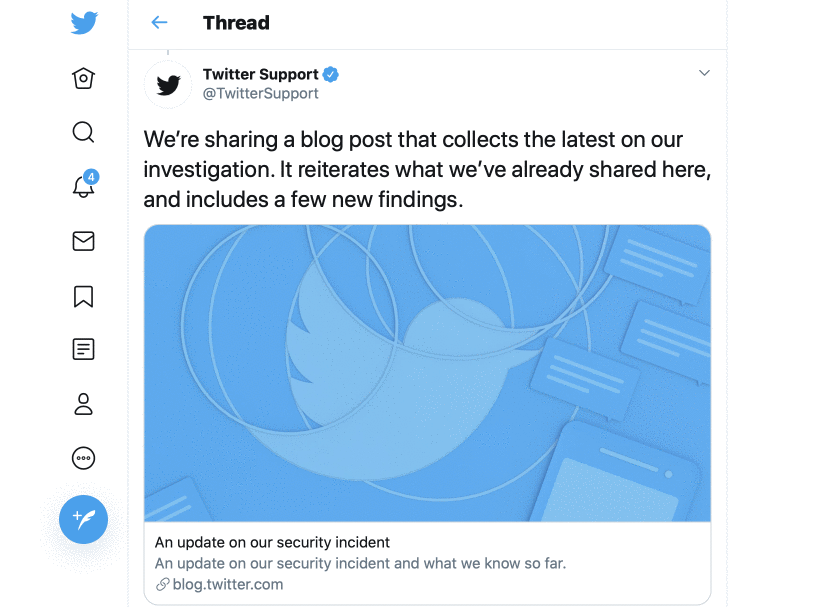 Thread
Twitter Support
@TwitterSupport
We’re sharing a blog post that collects the latest on our
investigation. It reiterates what we’ve already shared here,
and includes a few new findings.
4
An update on our security incident
An update on our security incident and what we know so far.
blog.twitter.com